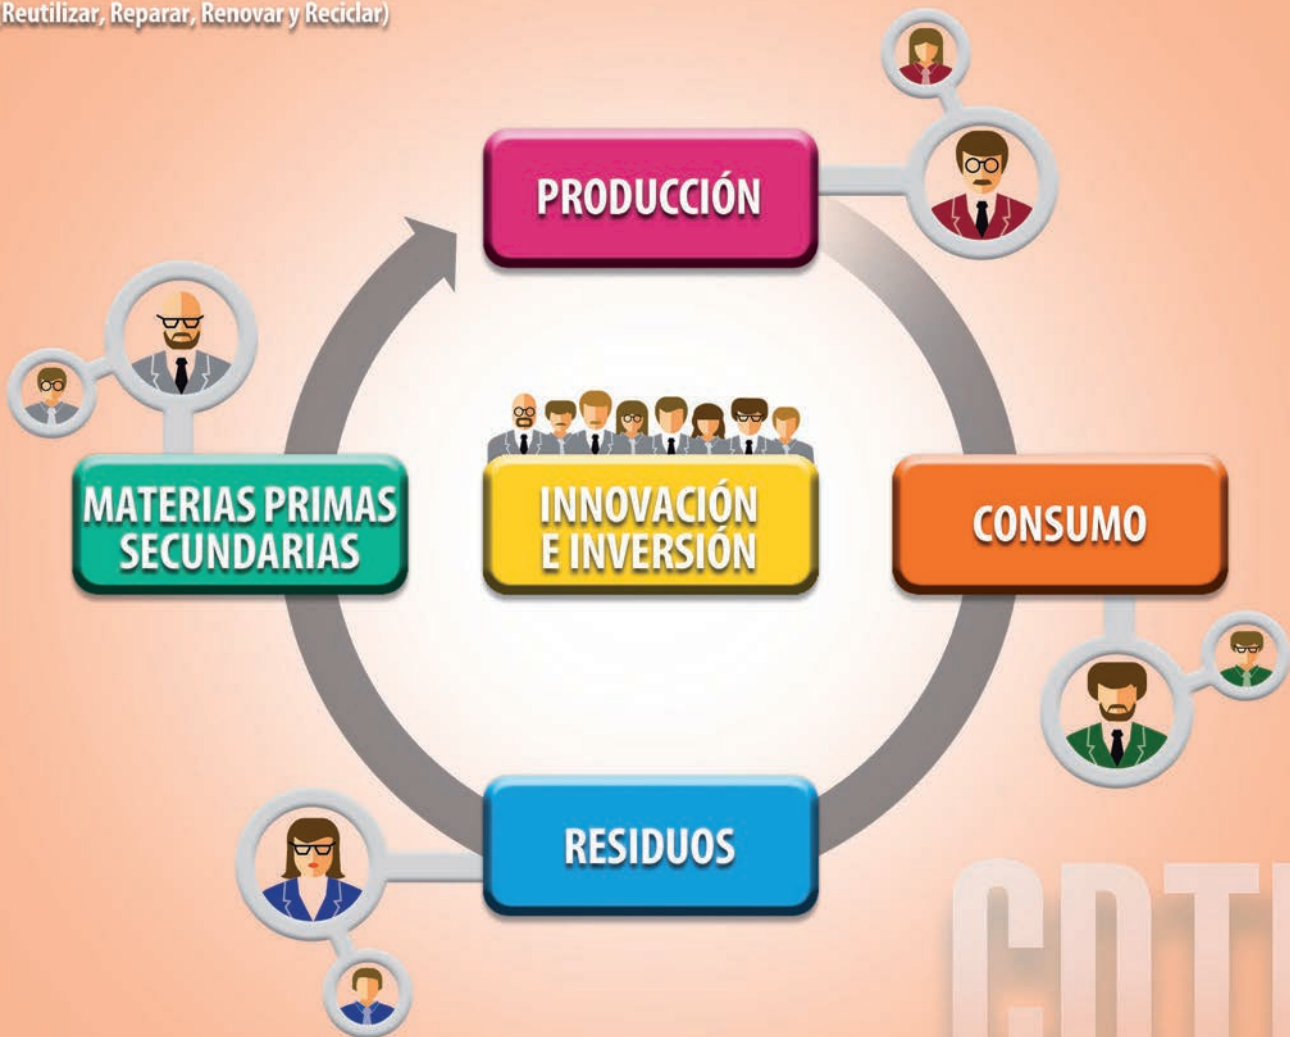 Reutilizar, Reparar, Renovar y Reciclar)
PRODUCCIÓN
MATERIAS PRIMAS
SECUNDARIAS
INNOVACIÓN
E INVERSIÓN
CONSUMO
RESIDUOS